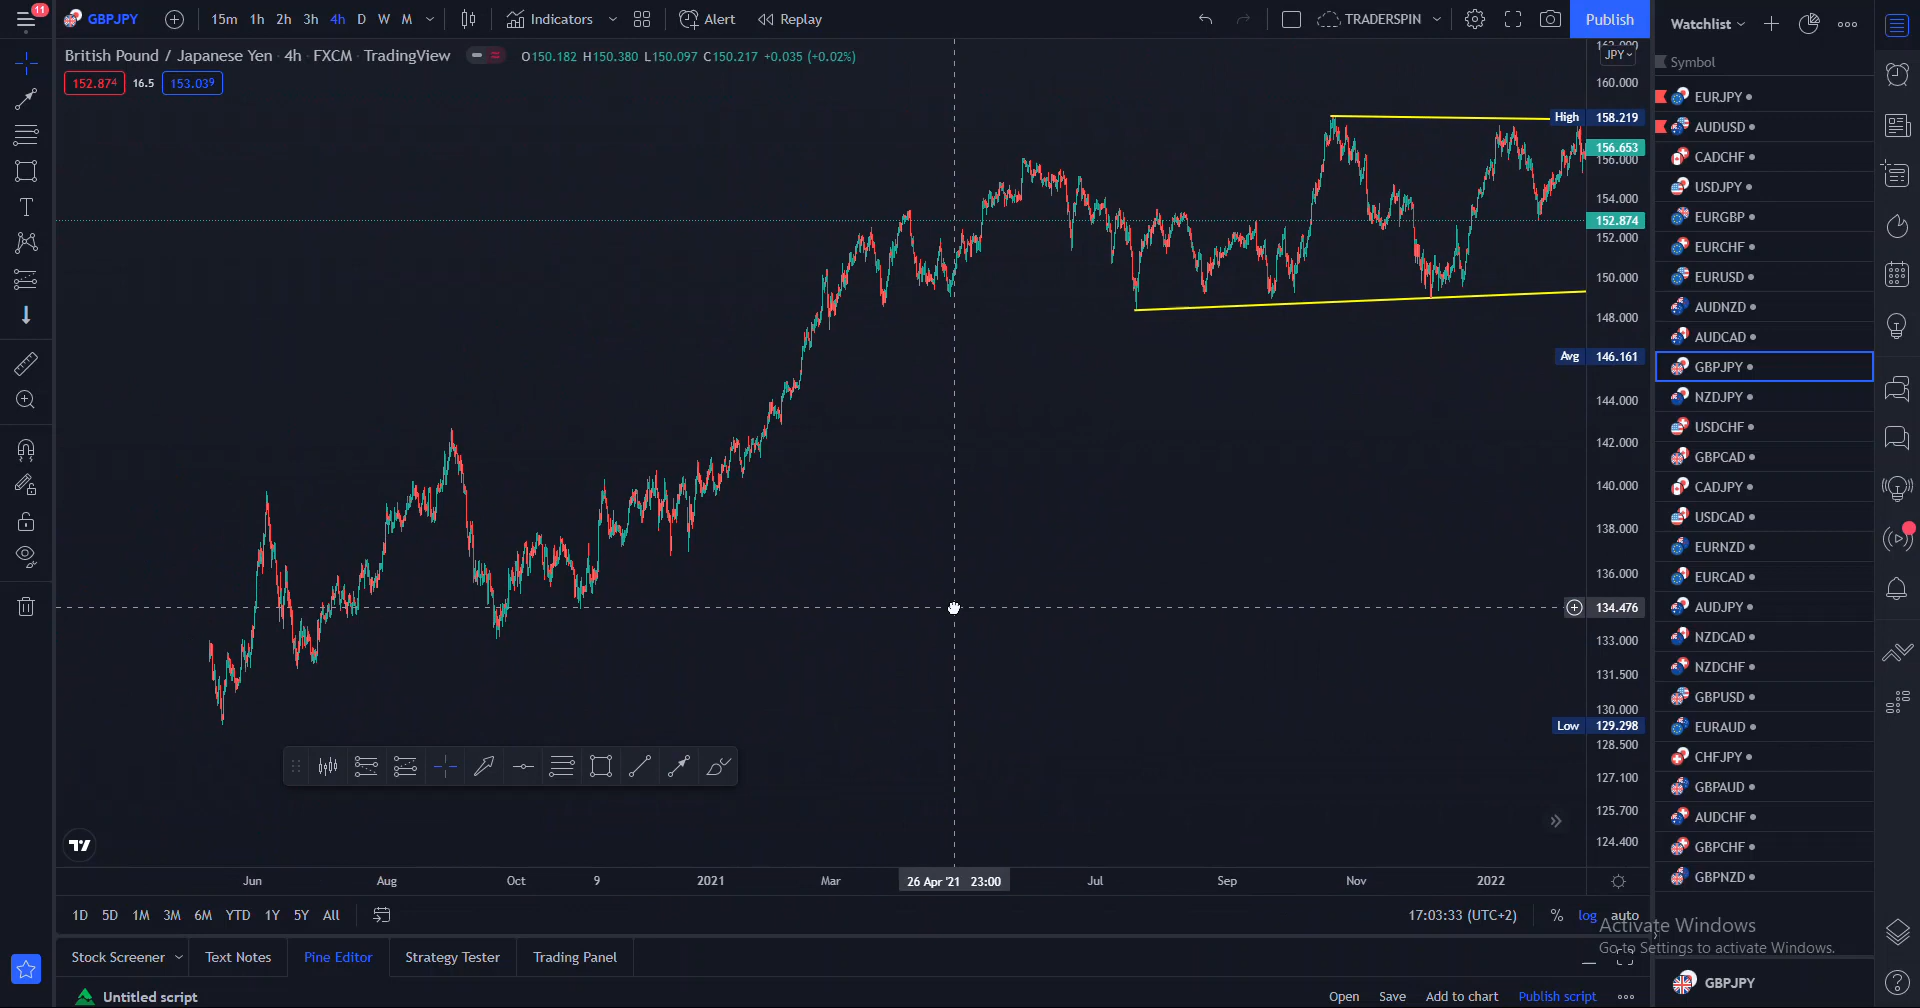 11
GBPJPY
15m 1h 2h 3h 4h D W M
Indicators
Alert
Replay
TRADERSPIN
Publish
Watchlist
British Pound / Japanese Yen · 4h · FXCM · TradingView
O150.182 H150.380 L150.097 C150.217 +0.035 (+0.02%)
152.874 16.5 153.039
JPY
160.000
High 158.219
156.653
156.000
154.000
152.874
152.000
150.000
148.000
Avg 146.161
144.000
142.000
140.000
138.000
136.000
134.476
133.000
131.500
130.000
Low 129.298
128.500
127.100
125.700
124.400
Jun Aug Oct 9 2021 Mar 26 Apr '21 23:00 Jul Sep Nov 2022
1D 5D 1M 3M 6M YTD 1Y 5Y All
17:03:33 (UTC+2) % log auto
Stock Screener Text Notes Pine Editor Strategy Tester Trading Panel
Untitled script
Open Save Add to chart Publish script
Symbol
EURJPY
AUDUSD
CADCHF
USDJPY
EURGBP
EURCHF
EURUSD
AUDNZD
AUDCAD
GBPJPY
NZDJPY
USDCHF
GBPCAD
CADJPY
USDCAD
EURNZD
EURCAD
AUDJPY
NZDCAD
NZDCHF
GBPUSD
EURAUD
CHFJPY
GBPAUD
AUDCHF
GBPCHF
GBPNZD
Activate Windows
Go to Settings to activate Windows.
GBPJPY